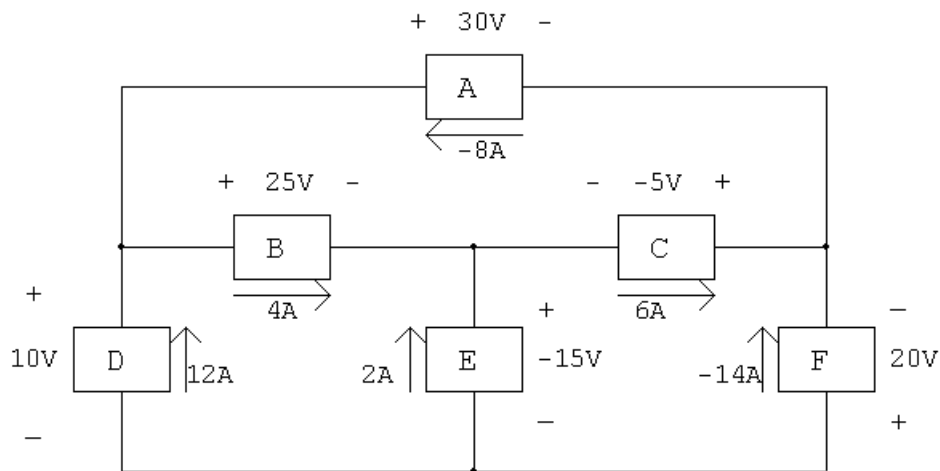 + 30V -
A
-8A
+ 25V - - -5V +
B C
4A 6A
+ + -
10V D 12A 2A E -15V -14A F 20V
- - +